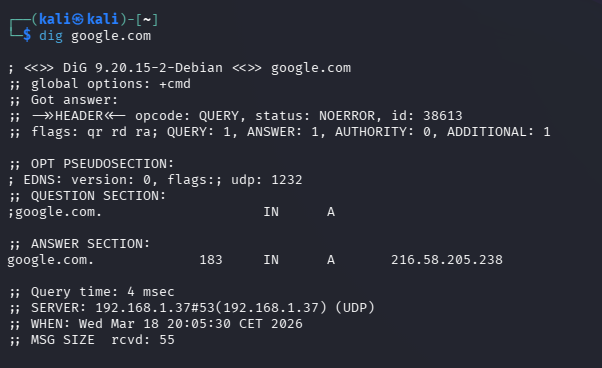 ┌──(kali㉿kali)-[~]
└─$ dig google.com

; <<>> DiG 9.20.15-2-Debian <<>> google.com
;; global options: +cmd
;; Got answer:
;; ->>HEADER<<- opcode: QUERY, status: NOERROR, id: 38613
;; flags: qr rd ra; QUERY: 1, ANSWER: 1, AUTHORITY: 0, ADDITIONAL: 1

;; OPT PSEUDOSECTION:
; EDNS: version: 0, flags:; udp: 1232
;; QUESTION SECTION:
;google.com.                    IN      A

;; ANSWER SECTION:
google.com.             183     IN      A       216.58.205.238

;; Query time: 4 msec
;; SERVER: 192.168.1.37#53(192.168.1.37) (UDP)
;; WHEN: Wed Mar 18 20:05:30 CET 2026
;; MSG SIZE  rcvd: 55